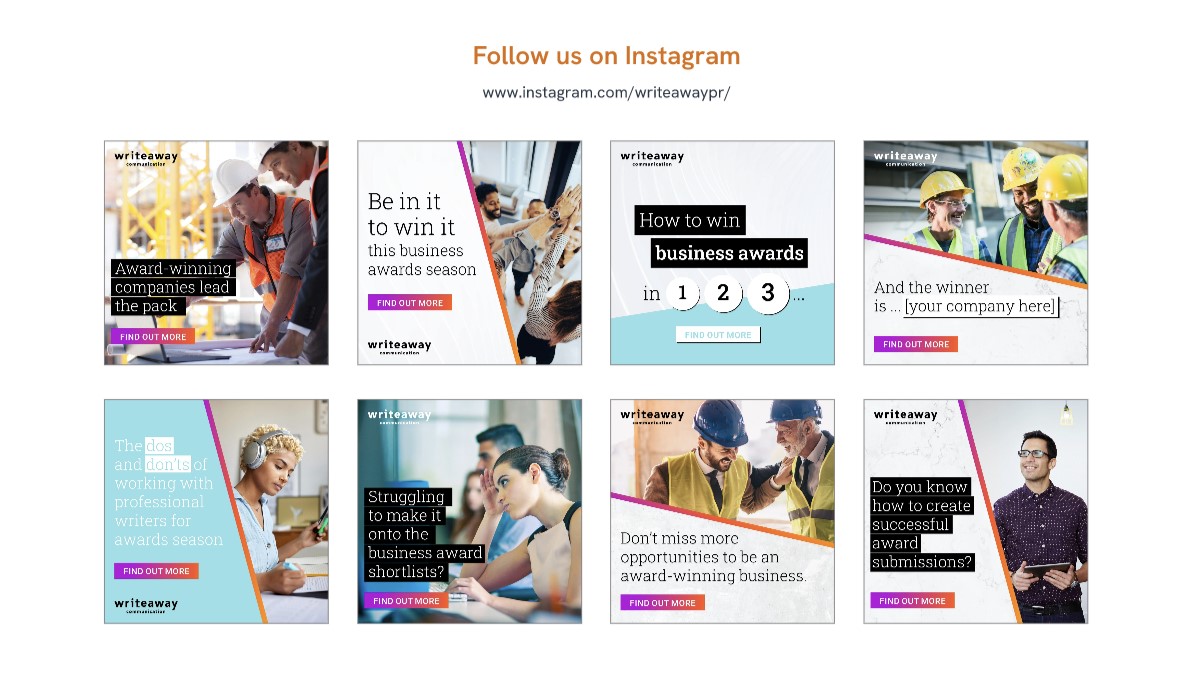 Follow us on Instagram
www.instagram.com/writeawaypr/
writeaway
communication
Award-winning
companies lead
the pack
FIND OUT MORE
Be in it
to win it
this business
awards season
FIND OUT MORE
writeaway
communication
writeaway
communication
How to win
business awards
in 1 2 3 ...
FIND OUT MORE
writeaway
communication
And the winner
is ... [your company here]
FIND OUT MORE
The dos
and don'ts of
working with
professional
writers for
awards season
FIND OUT MORE
writeaway
communication
writeaway
communication
Struggling
to make it
onto the
business award
shortlists?
FIND OUT MORE
writeaway
communication
Don't miss more
opportunities to be an
award-winning business.
FIND OUT MORE
writeaway
communication
Do you know
how to create
successful
award
submissions?
FIND OUT MORE